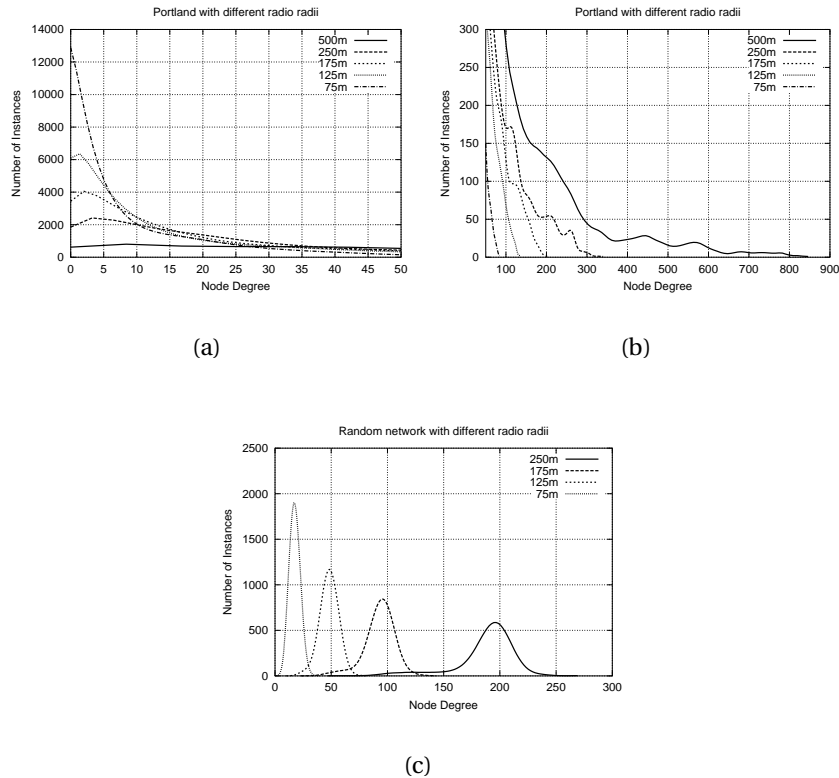 Portland with different radio radii
14000
12000
10000
8000
6000
4000
2000
0
Number of Instances
500m
250m
175m
125m
75m
0 5 10 15 20 25 30 35 40 45 50
Node Degree
(a)
Portland with different radio radii
300
250
200
150
100
50
0
Number of Instances
500m
250m
175m
125m
75m
100 200 300 400 500 600 700 800 900
Node Degree
(b)
Random network with different radio radii
2500
2000
1500
1000
500
0
Number of Instances
250m
175m
125m
75m
0 50 100 150 200 250 300
Node Degree
(c)